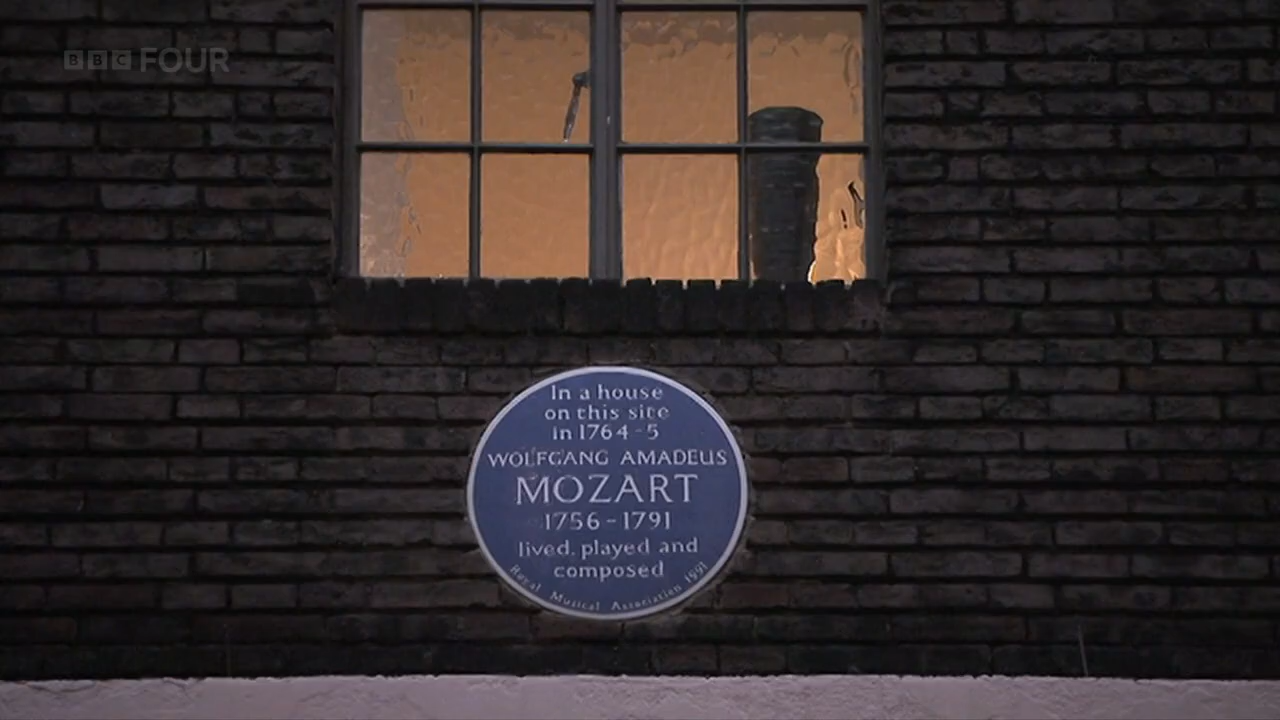 BBC FOUR
In a house
on this site
in 1764-5
WOLFGANG AMADEUS
MOZART
1756-1791
lived, played and
composed
Royal Musical Association 1991